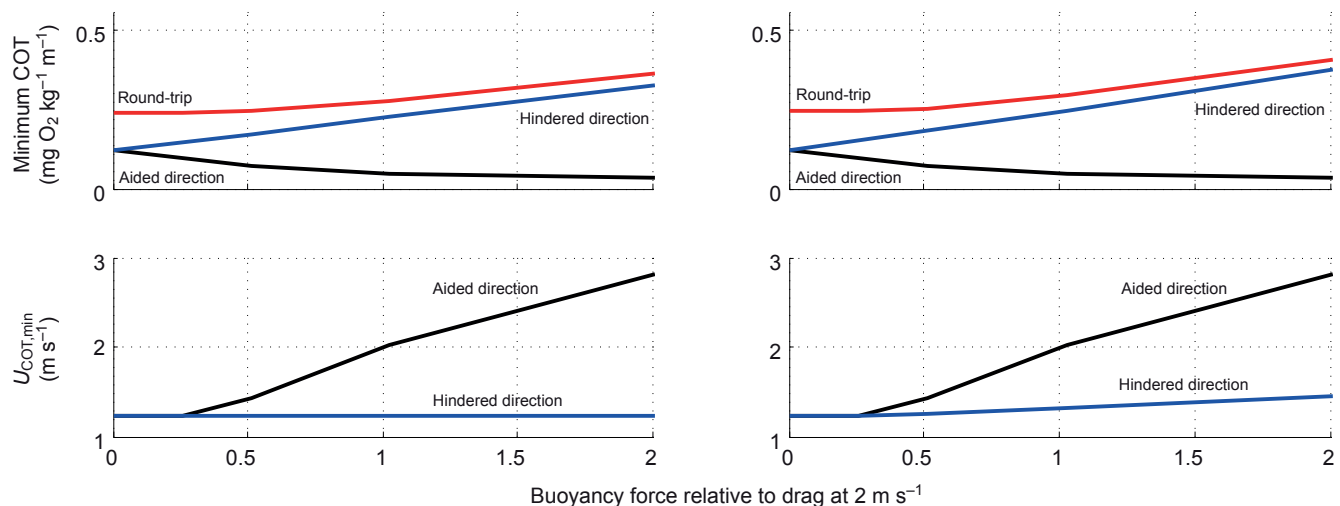 Minimum COT
(mg O₂ kg⁻¹ m⁻¹)
0.5
0
Round-trip
Hindered direction
Aided direction
0.5
0
Round-trip
Hindered direction
Aided direction
U_COT,min
(m s⁻¹)
3
2
1
Aided direction
Hindered direction
0 0.5 1 1.5 2
3
2
1
Aided direction
Hindered direction
0 0.5 1 1.5 2
Buoyancy force relative to drag at 2 m s⁻¹